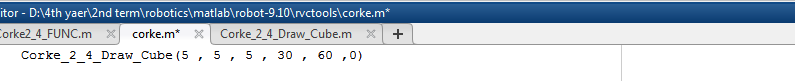 itor - D:\4th yaer\2nd term\robotics\matlab\robot-9.10\rvctools\corke.m*
Corke2_4_FUNC.m × corke.m* × Corke_2_4_Draw_Cube.m × +
Corke_2_4_Draw_Cube(5 , 5 , 5 , 30 , 60 ,0)